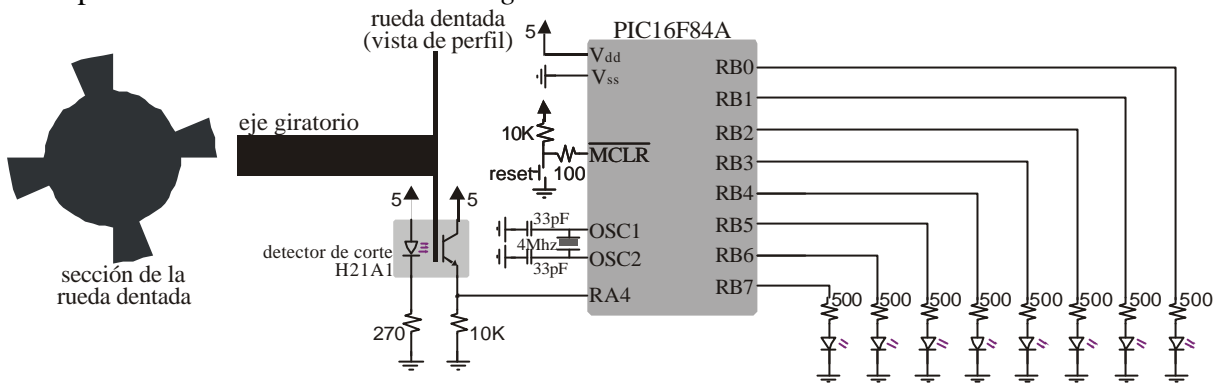 rueda dentada
(vista de perfil)
PIC16F84A
5
Vdd
Vss
RB0
RB1
RB2
RB3
RB4
RB5
RB6
RB7
eje giratorio
10K
MCLR
reset
100
5
5
33pF
OSC1
4Mhz
OSC2
33pF
detector de corte
H21A1
RA4
sección de la
rueda dentada
270
10K
500
500
500
500
500
500
500
500